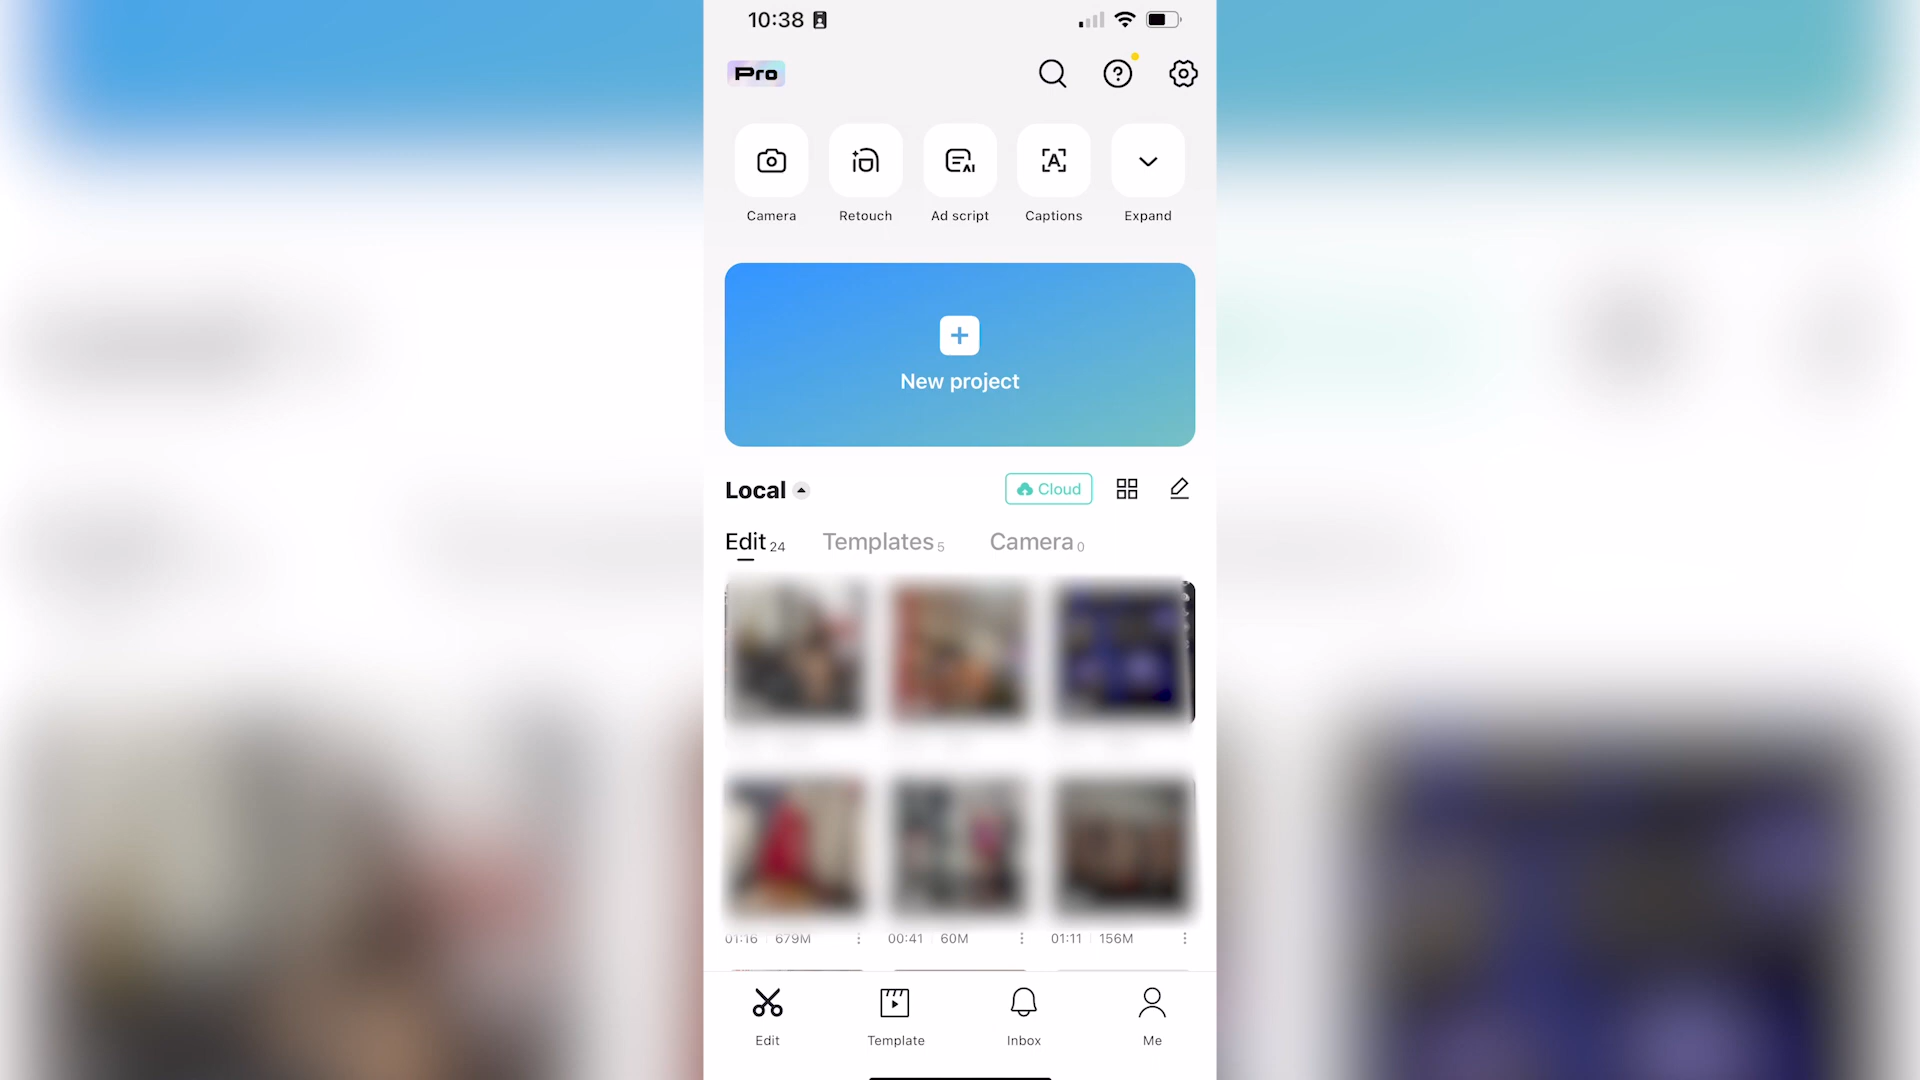 10:38
Pro
Camera
Retouch
Ad script
Captions
Expand
New project
Local
Cloud
Edit 24
Templates 5
Camera 0
01:16 679M
00:41 60M
01:11 156M
Edit
Template
Inbox
Me